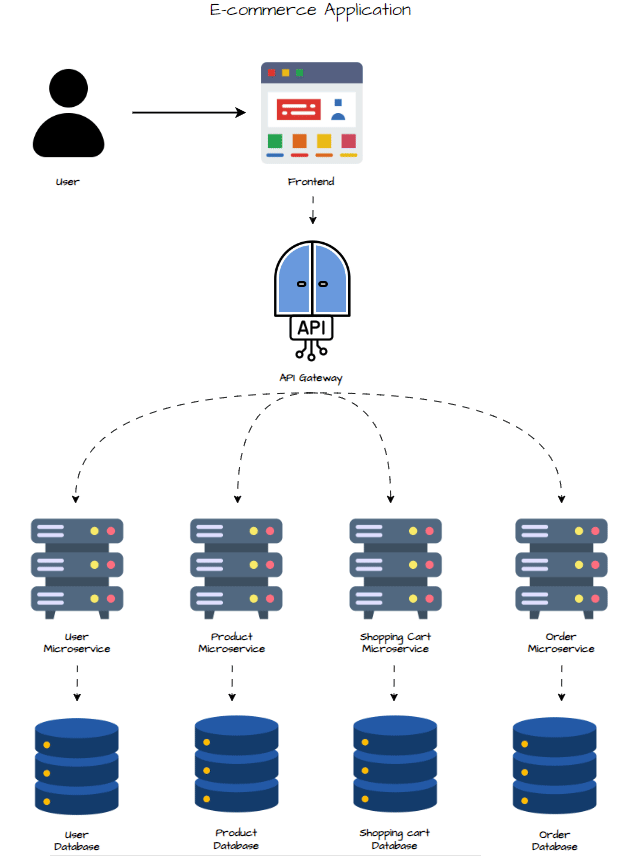 E-commerce Application
User
Frontend
API
API Gateway
User
Microservice
Product
Microservice
Shopping Cart
Microservice
Order
Microservice
User
Database
Product
Database
Shopping cart
Database
Order
Database